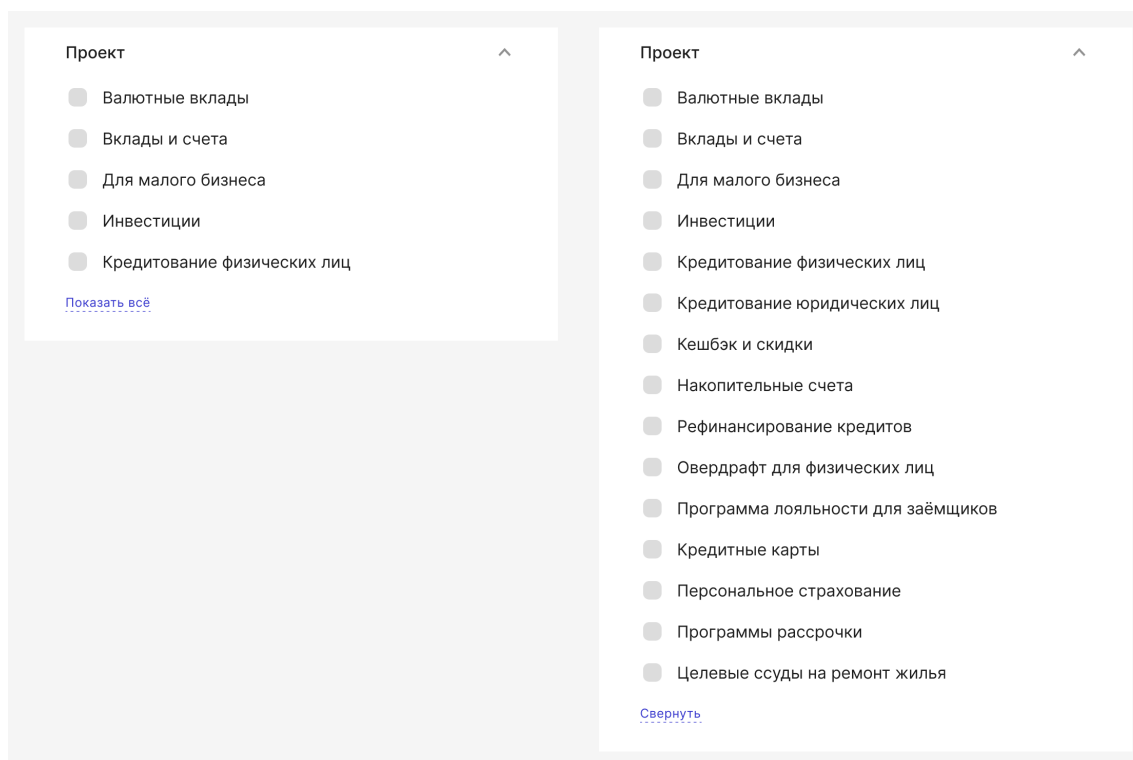 Проект
Валютные вклады
Вклады и счета
Для малого бизнеса
Инвестиции
Кредитование физических лиц
Показать всё
Проект
Валютные вклады
Вклады и счета
Для малого бизнеса
Инвестиции
Кредитование физических лиц
Кредитование юридических лиц
Кешбэк и скидки
Накопительные счета
Рефинансирование кредитов
Овердрафт для физических лиц
Программа лояльности для заёмщиков
Кредитные карты
Персональное страхование
Программы рассрочки
Целевые ссуды на ремонт жилья
Свернуть